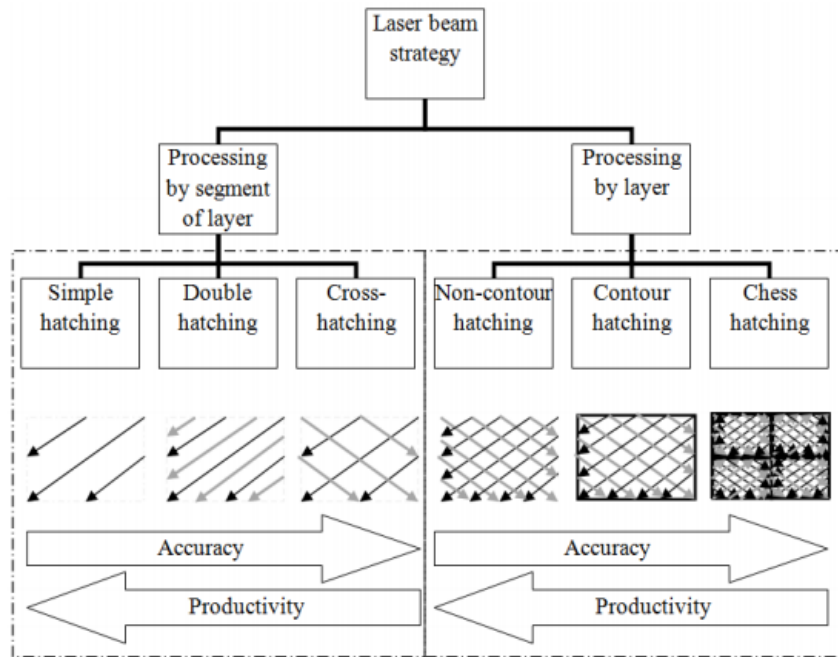 Laser beam
strategy
Processing
by segment
of layer
Processing
by layer
Simple
hatching
Double
hatching
Cross-
hatching
Non-contour
hatching
Contour
hatching
Chess
hatching
Accuracy
Accuracy
Productivity
Productivity